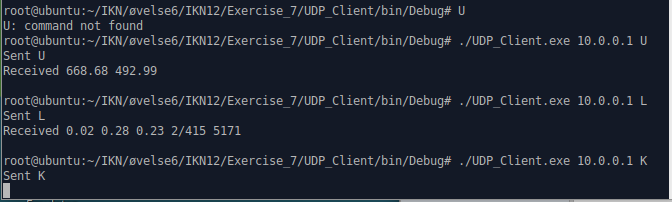 root@ubuntu:~/IKN/øvelse6/IKN12/Exercise_7/UDP_Client/bin/Debug# U
U: command not found
root@ubuntu:~/IKN/øvelse6/IKN12/Exercise_7/UDP_Client/bin/Debug# ./UDP_Client.exe 10.0.0.1 U
Sent U
Received 668.68 492.99
root@ubuntu:~/IKN/øvelse6/IKN12/Exercise_7/UDP_Client/bin/Debug# ./UDP_Client.exe 10.0.0.1 L
Sent L
Received 0.02 0.28 0.23 2/415 5171
root@ubuntu:~/IKN/øvelse6/IKN12/Exercise_7/UDP_Client/bin/Debug# ./UDP_Client.exe 10.0.0.1 K
Sent K